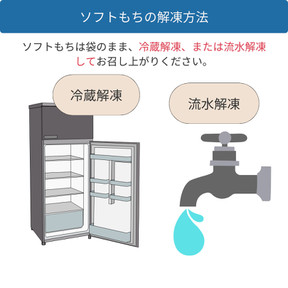 ソフトもちの解凍方法
ソフトもちは袋のまま、冷蔵解凍、または流水解凍
してお召し上がりください。
冷蔵解凍
流水解凍